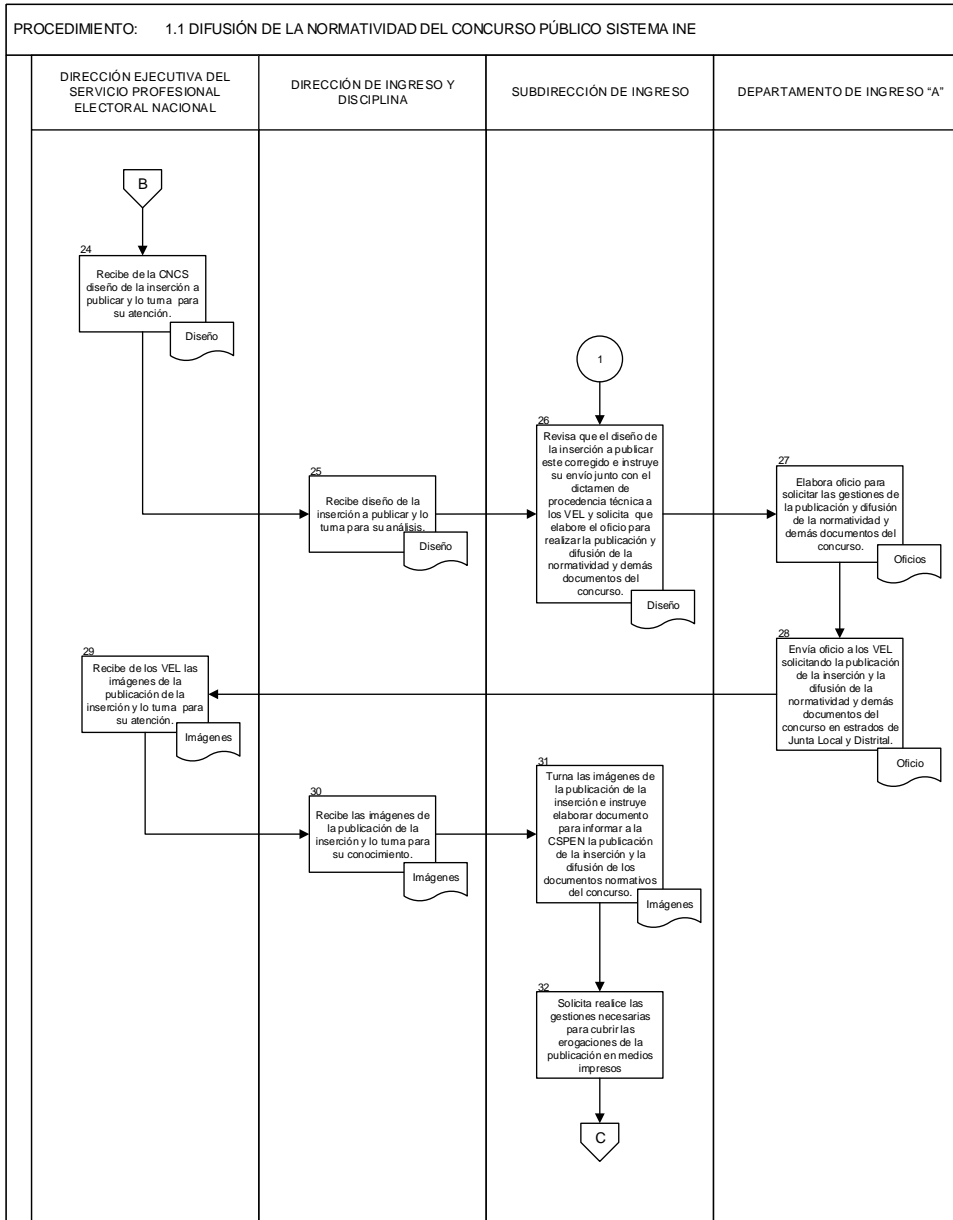 PROCEDIMIENTO: 1.1 DIFUSIÓN DE LA NORMATIVIDAD DEL CONCURSO PÚBLICO SISTEMA INE
DIRECCIÓN EJECUTIVA DEL
SERVICIO PROFESIONAL
ELECTORAL NACIONAL
DIRECCIÓN DE INGRESO Y
DISCIPLINA
SUBDIRECCIÓN DE INGRESO
DEPARTAMENTO DE INGRESO “A”
B
24
Recibe de la CNCS
diseño de la inserción a
publicar y lo turna para
su atención.
Diseño
25
Recibe diseño de la
inserción a publicar y lo
turna para su análisis.
Diseño
1
26
Revisa que el diseño de
la inserción a publicar
este corregido e instruye
su envío junto con el
dictamen de
procedencia técnica a
los VEL y solicita que
elabore el oficio para
realizar la publicación y
difusión de la
normatividad y demás
documentos del
concurso.
Diseño
27
Elabora oficio para
solicitar las gestiones de
la publicación y difusión
de la normatividad y
demás documentos del
concurso.
Oficios
28
Envía oficio a los VEL
solicitando la publicación
de la inserción y la
difusión de la
normatividad y demás
documentos del
concurso en estrados de
Junta Local y Distrital.
Oficio
29
Recibe de los VEL las
imágenes de la
publicación de la
inserción y lo turna para
su atención.
Imágenes
30
Recibe las imágenes de
la publicación de la
inserción y lo turna para
su conocimiento.
Imágenes
31
Turna las imágenes de
la publicación de la
inserción e instruye
elaborar documento
para informar a la
CSPEN la publicación
de la inserción y la
difusión de los
documentos normativos
del concurso.
Imágenes
32
Solicita realice las
gestiones necesarias
para cubrir las
erogaciones de la
publicación en medios
impresos
C